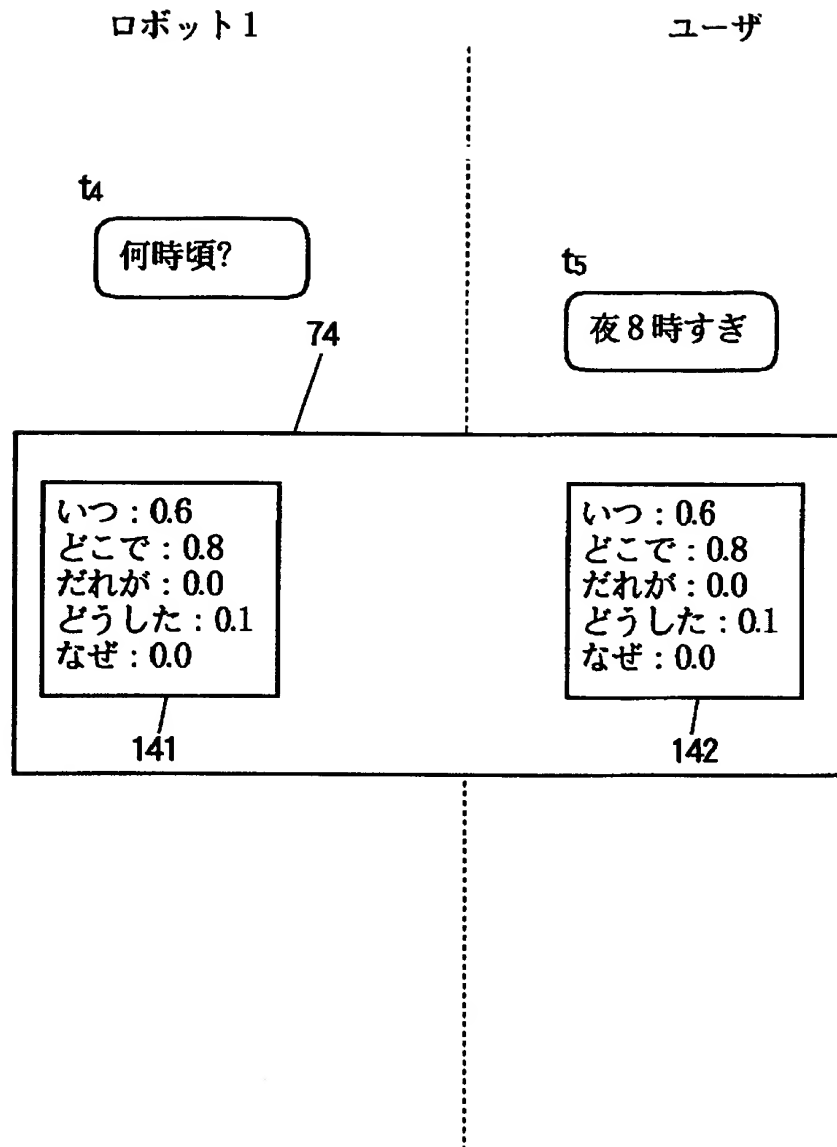 ロボット1
ユーザ
t4
何時頃?
t5
夜8時すぎ
74
いつ:0.6
どこで:0.8
だれが:0.0
どうした:0.1
なぜ:0.0
141
いつ:0.6
どこで:0.8
だれが:0.0
どうした:0.1
なぜ:0.0
142